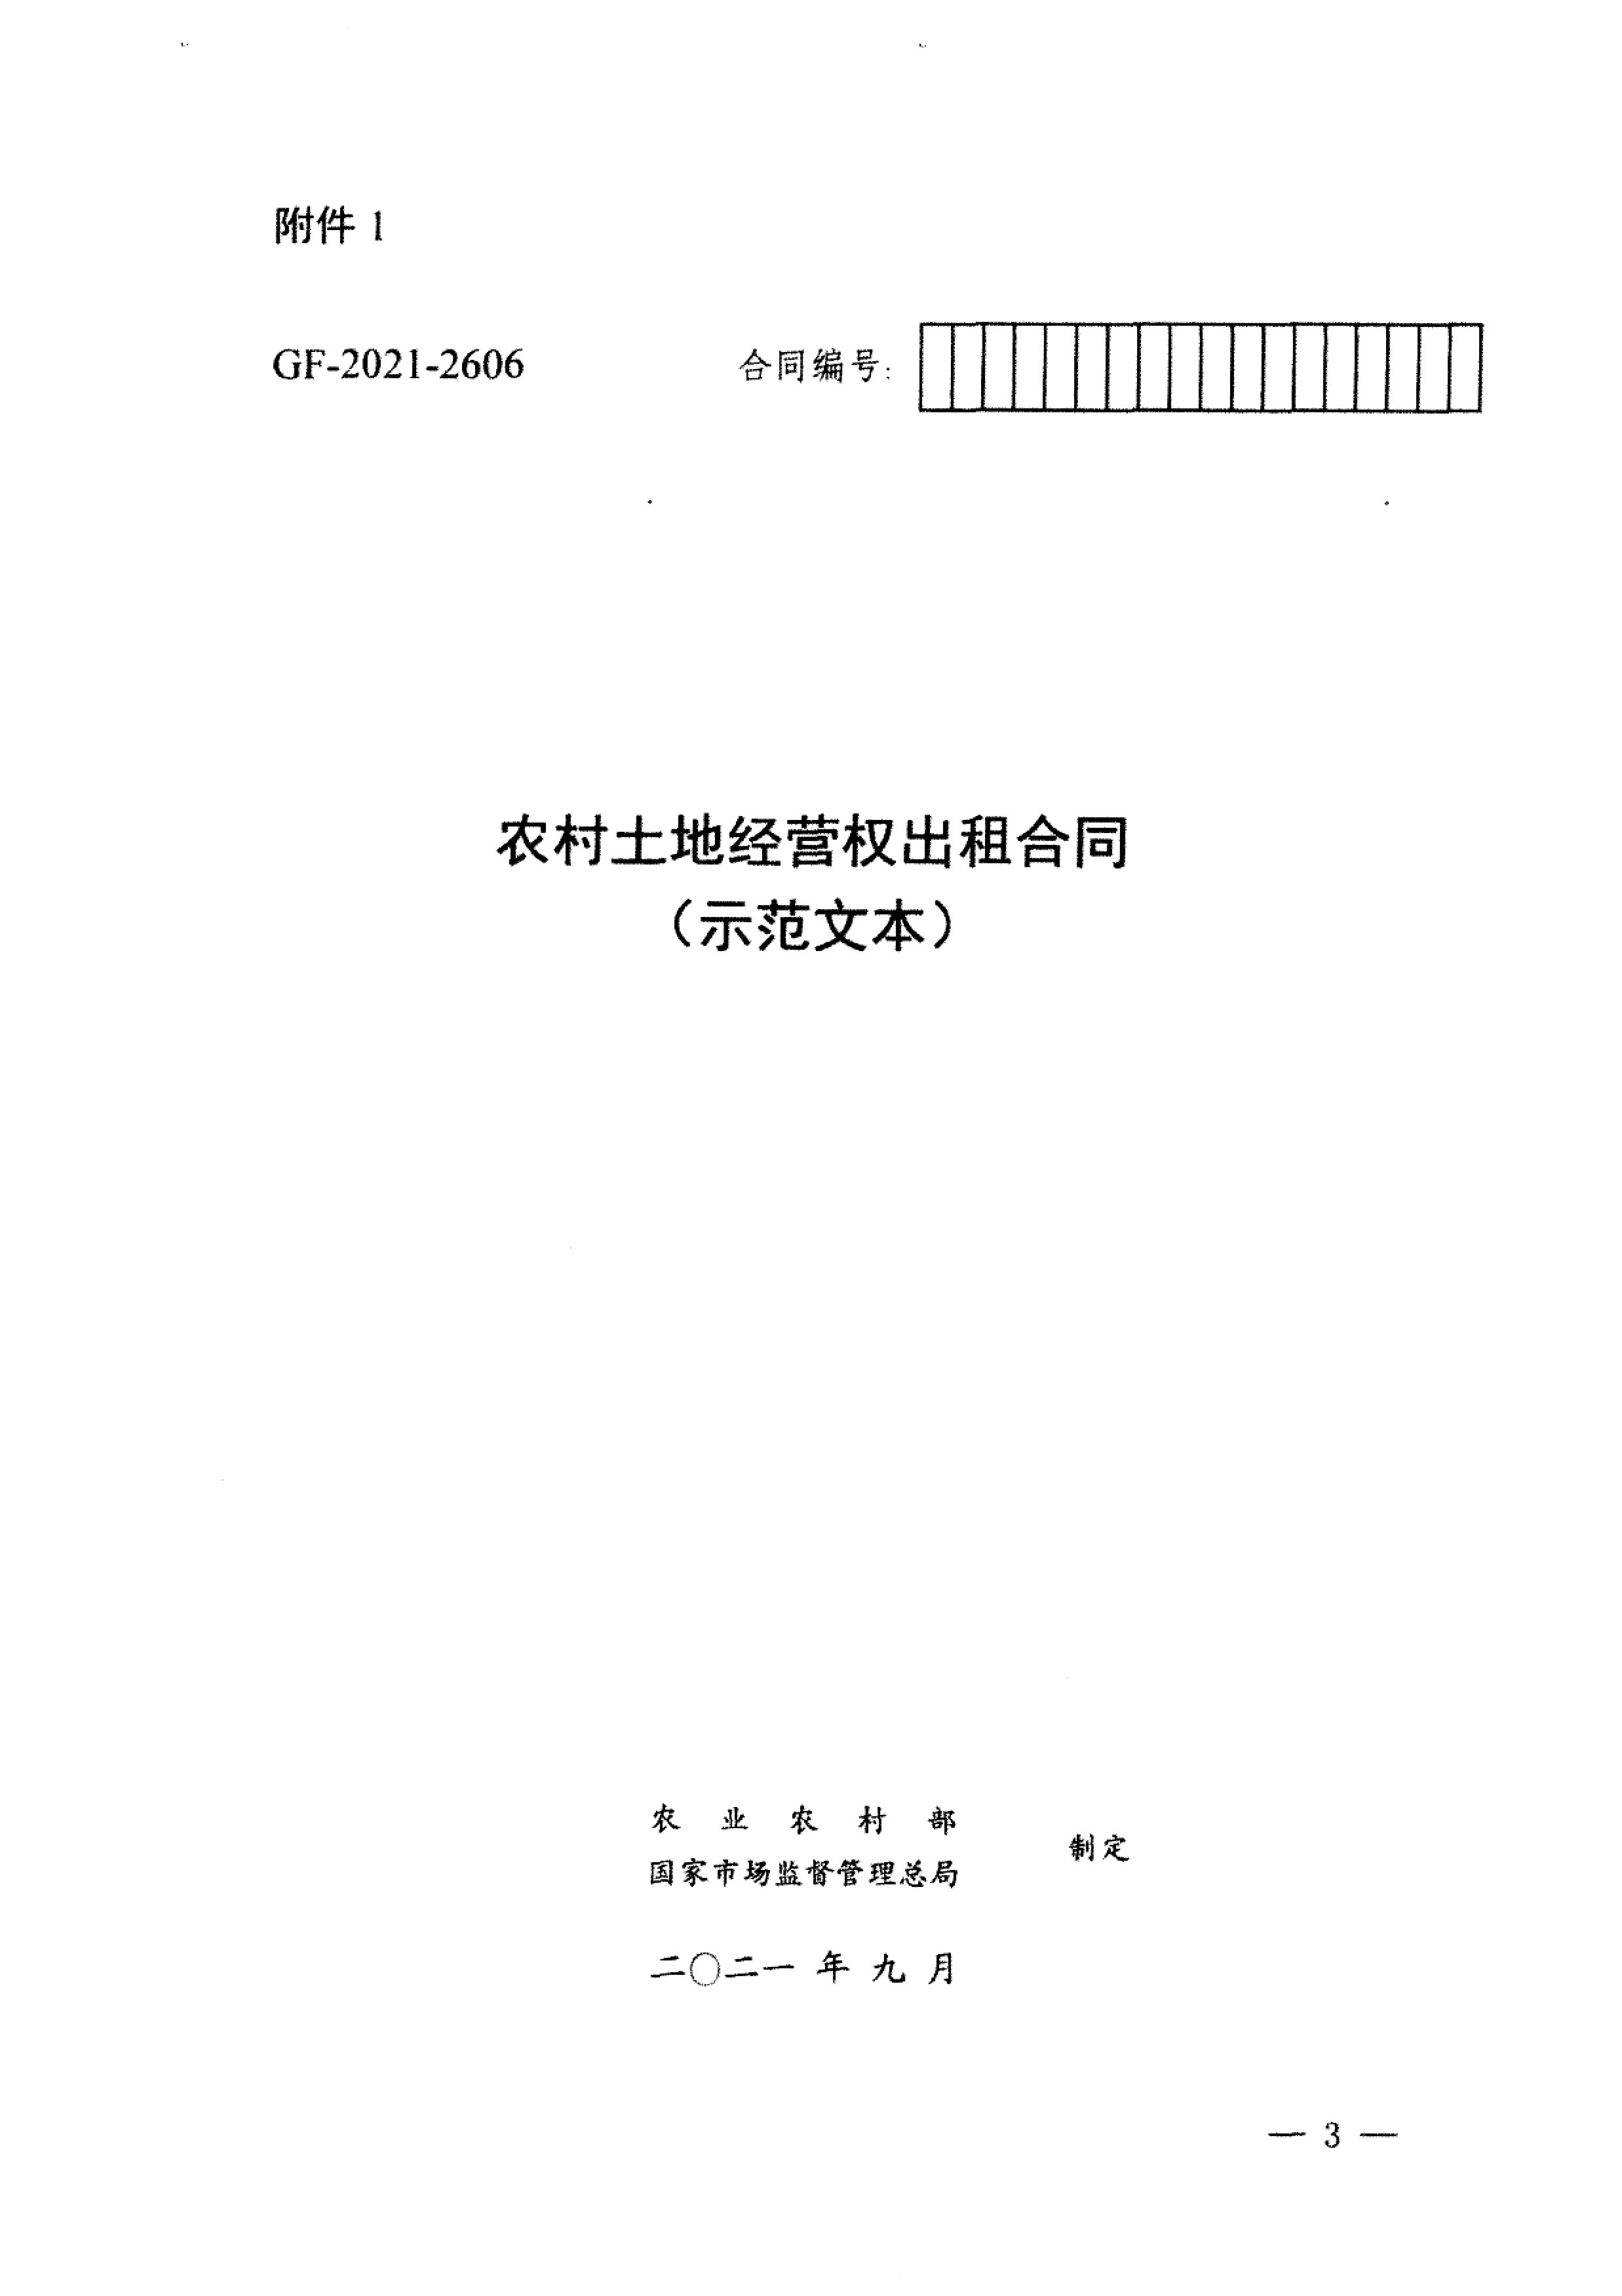 附件 1
GF-2021-2606 合同编号:
农村土地经营权出租合同
（示范文本）
农业农村部
国家市场监督管理总局
制定
二〇二一年九月
— 3 —